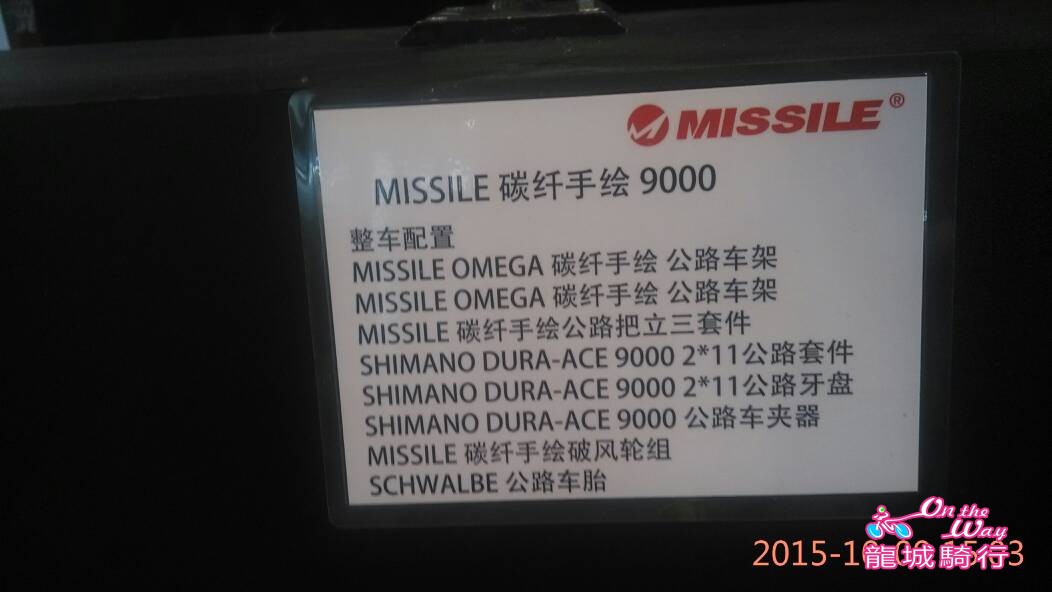 MISSILE®
MISSILE 碳纤手绘 9000
整车配置
MISSILE OMEGA 碳纤手绘 公路车架
MISSILE OMEGA 碳纤手绘 公路车架
MISSILE 碳纤手绘公路把立三套件
SHIMANO DURA-ACE 9000 2*11公路套件
SHIMANO DURA-ACE 9000 2*11公路牙盘
SHIMANO DURA-ACE 9000 公路车夹器
MISSILE 碳纤手绘破风轮组
SCHWALBE 公路车胎
On the
Way
龍城騎行